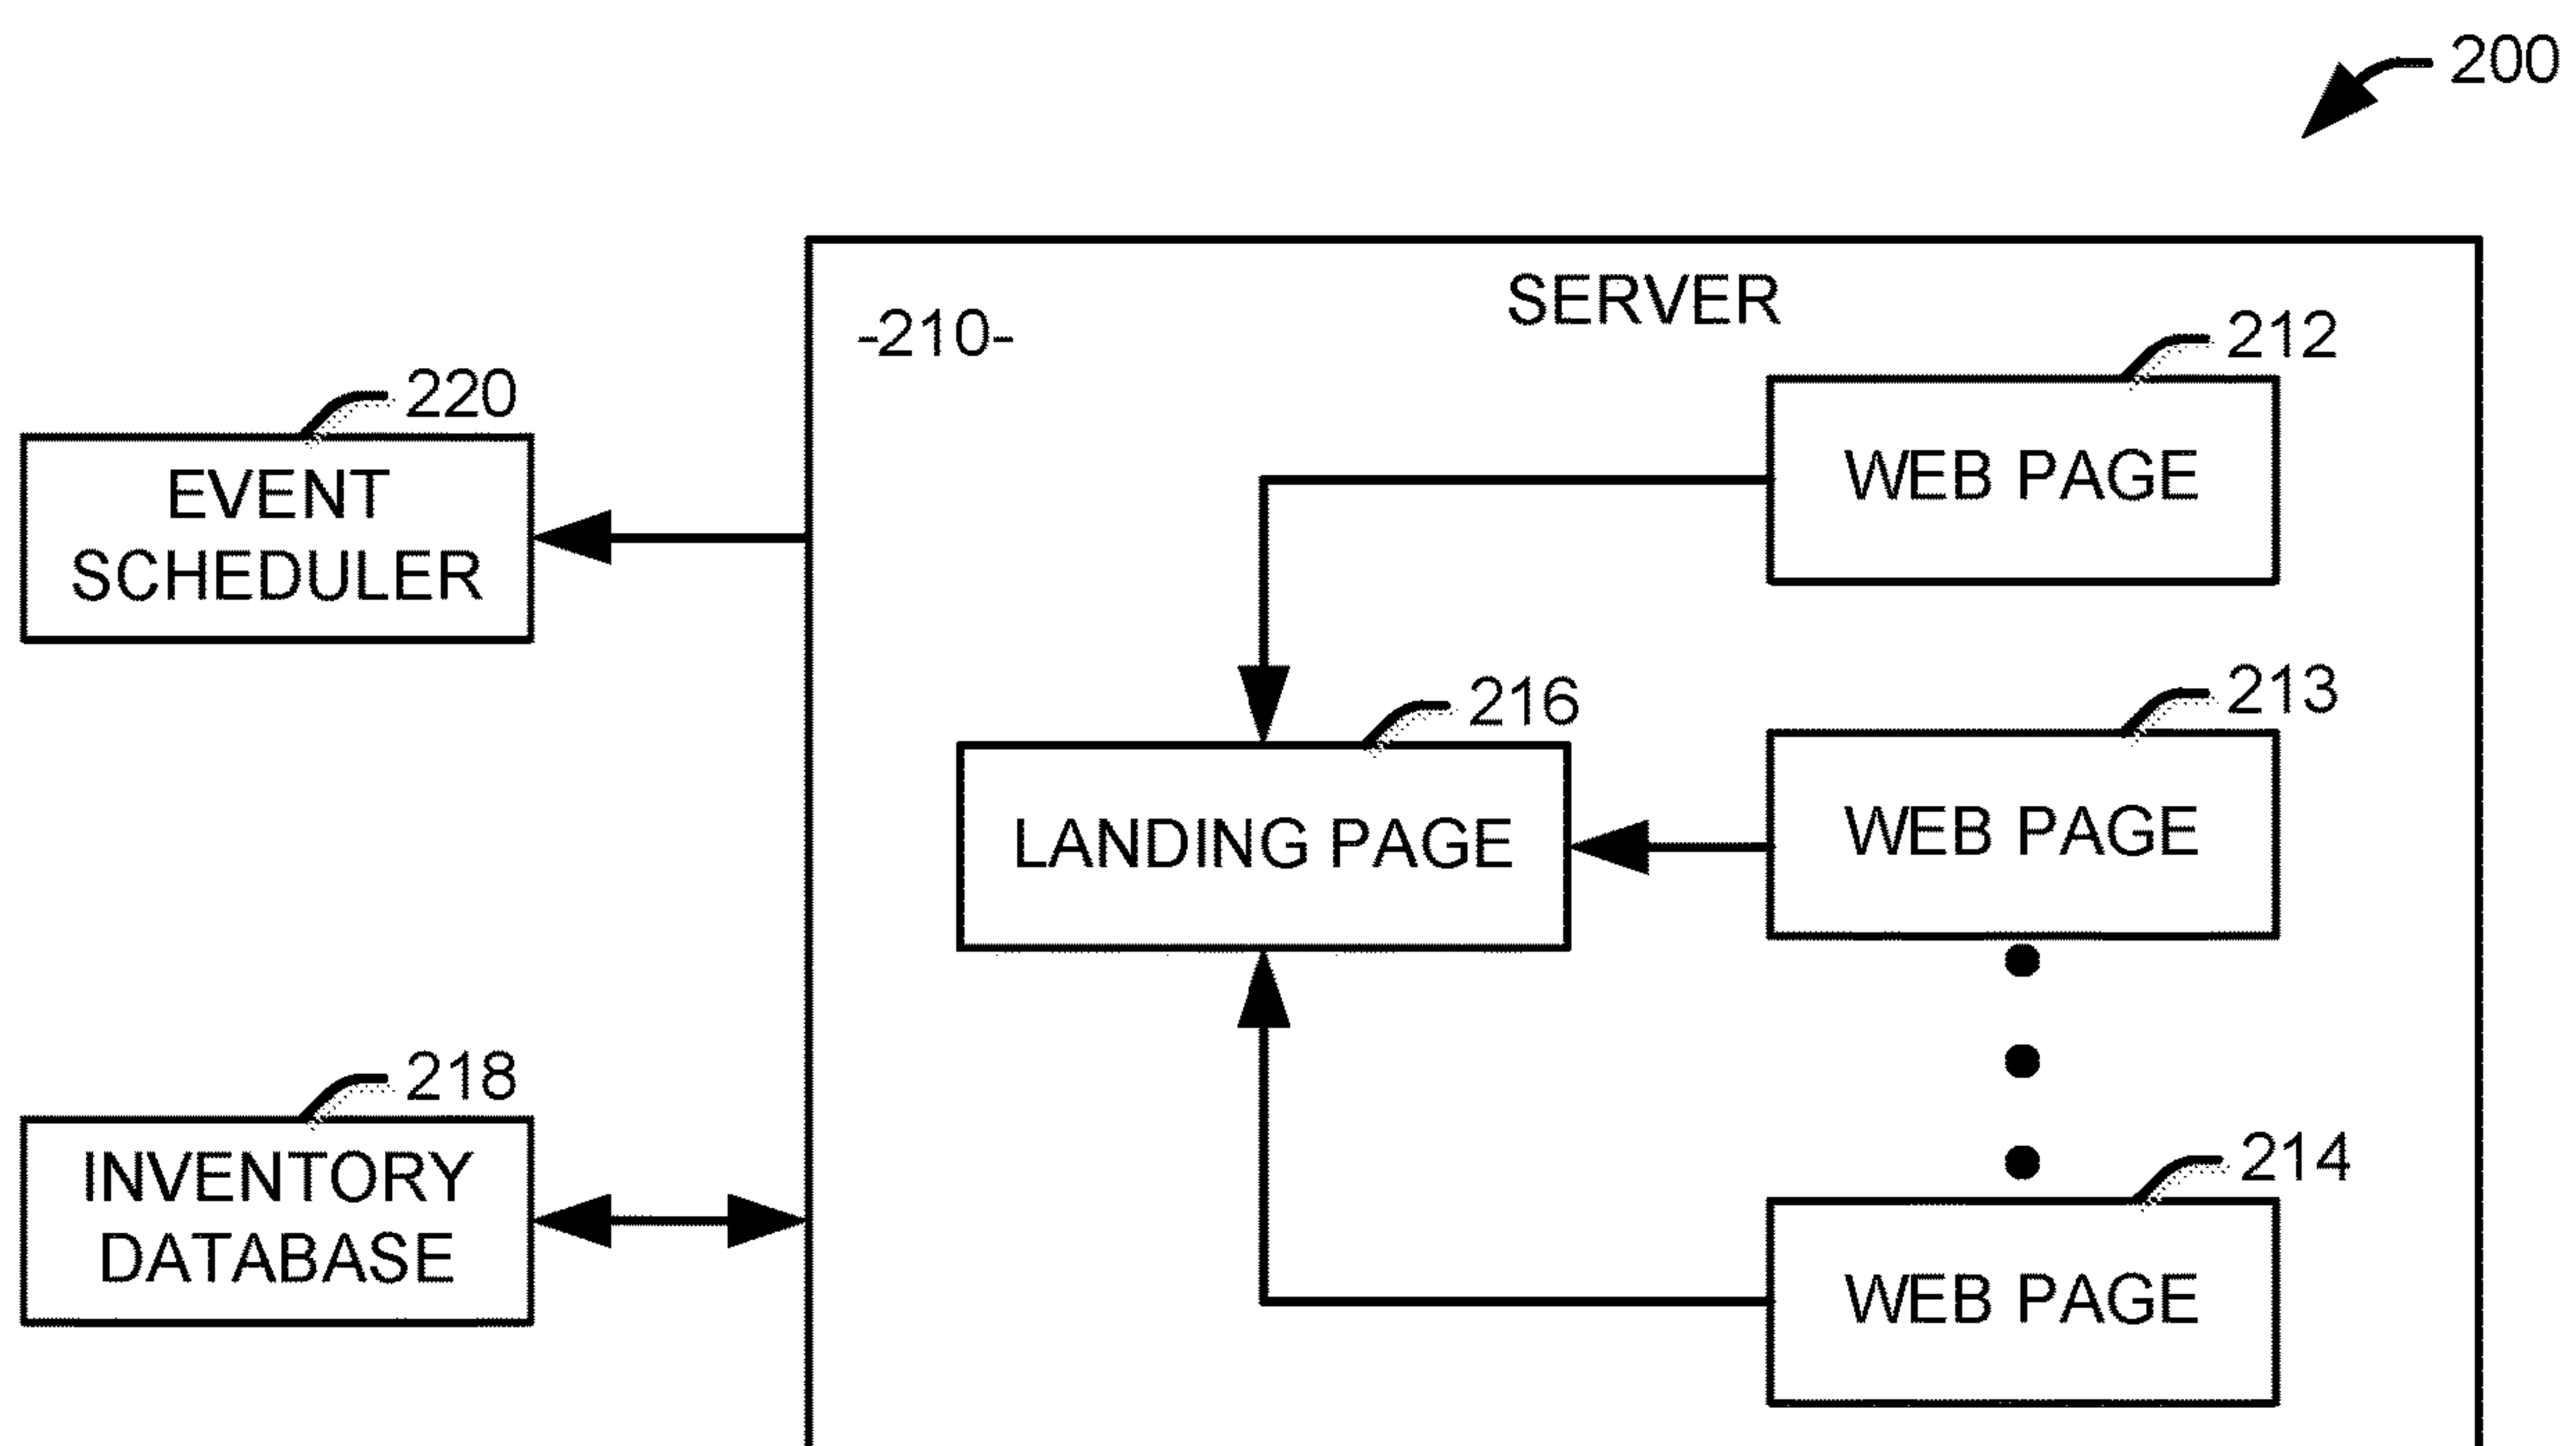 200
SERVER
-210-
212
220
WEB PAGE
EVENT
SCHEDULER
213
216
WEB PAGE
LANDING PAGE
218
214
INVENTORY
DATABASE
WEB PAGE